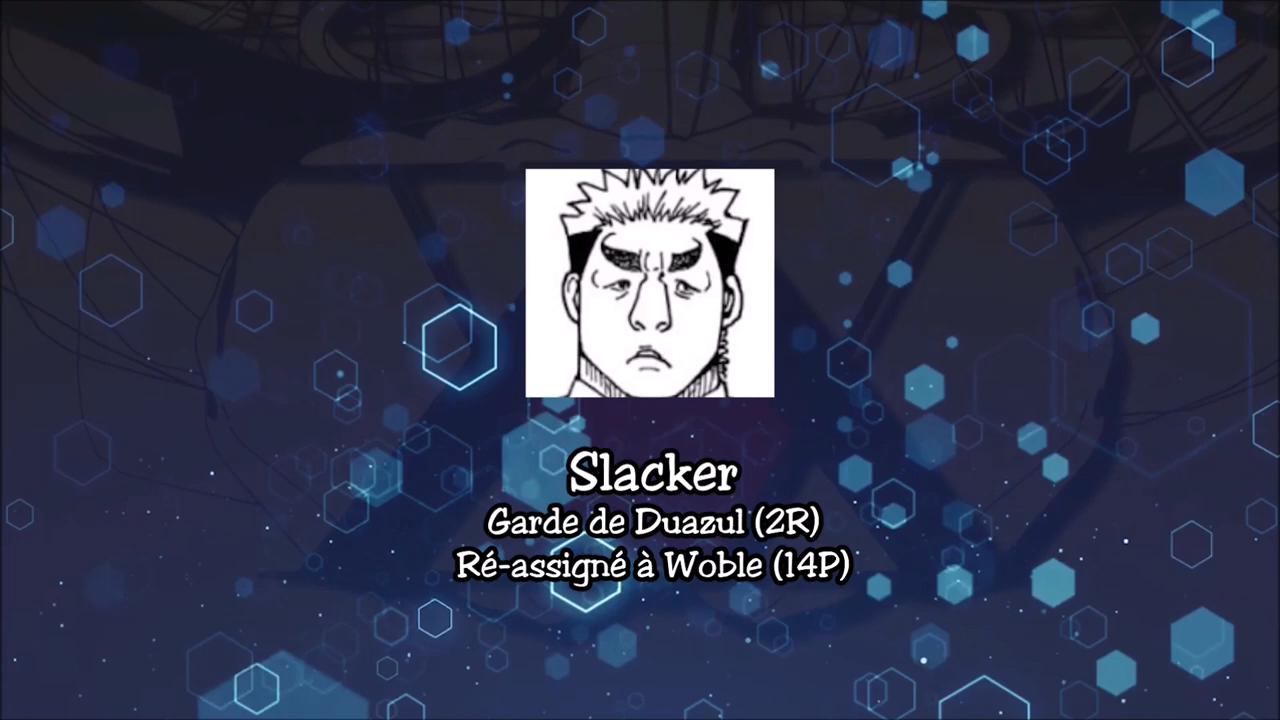 Slacker
Garde de Duazul (2R)
Ré-assigné à Woble (14P)